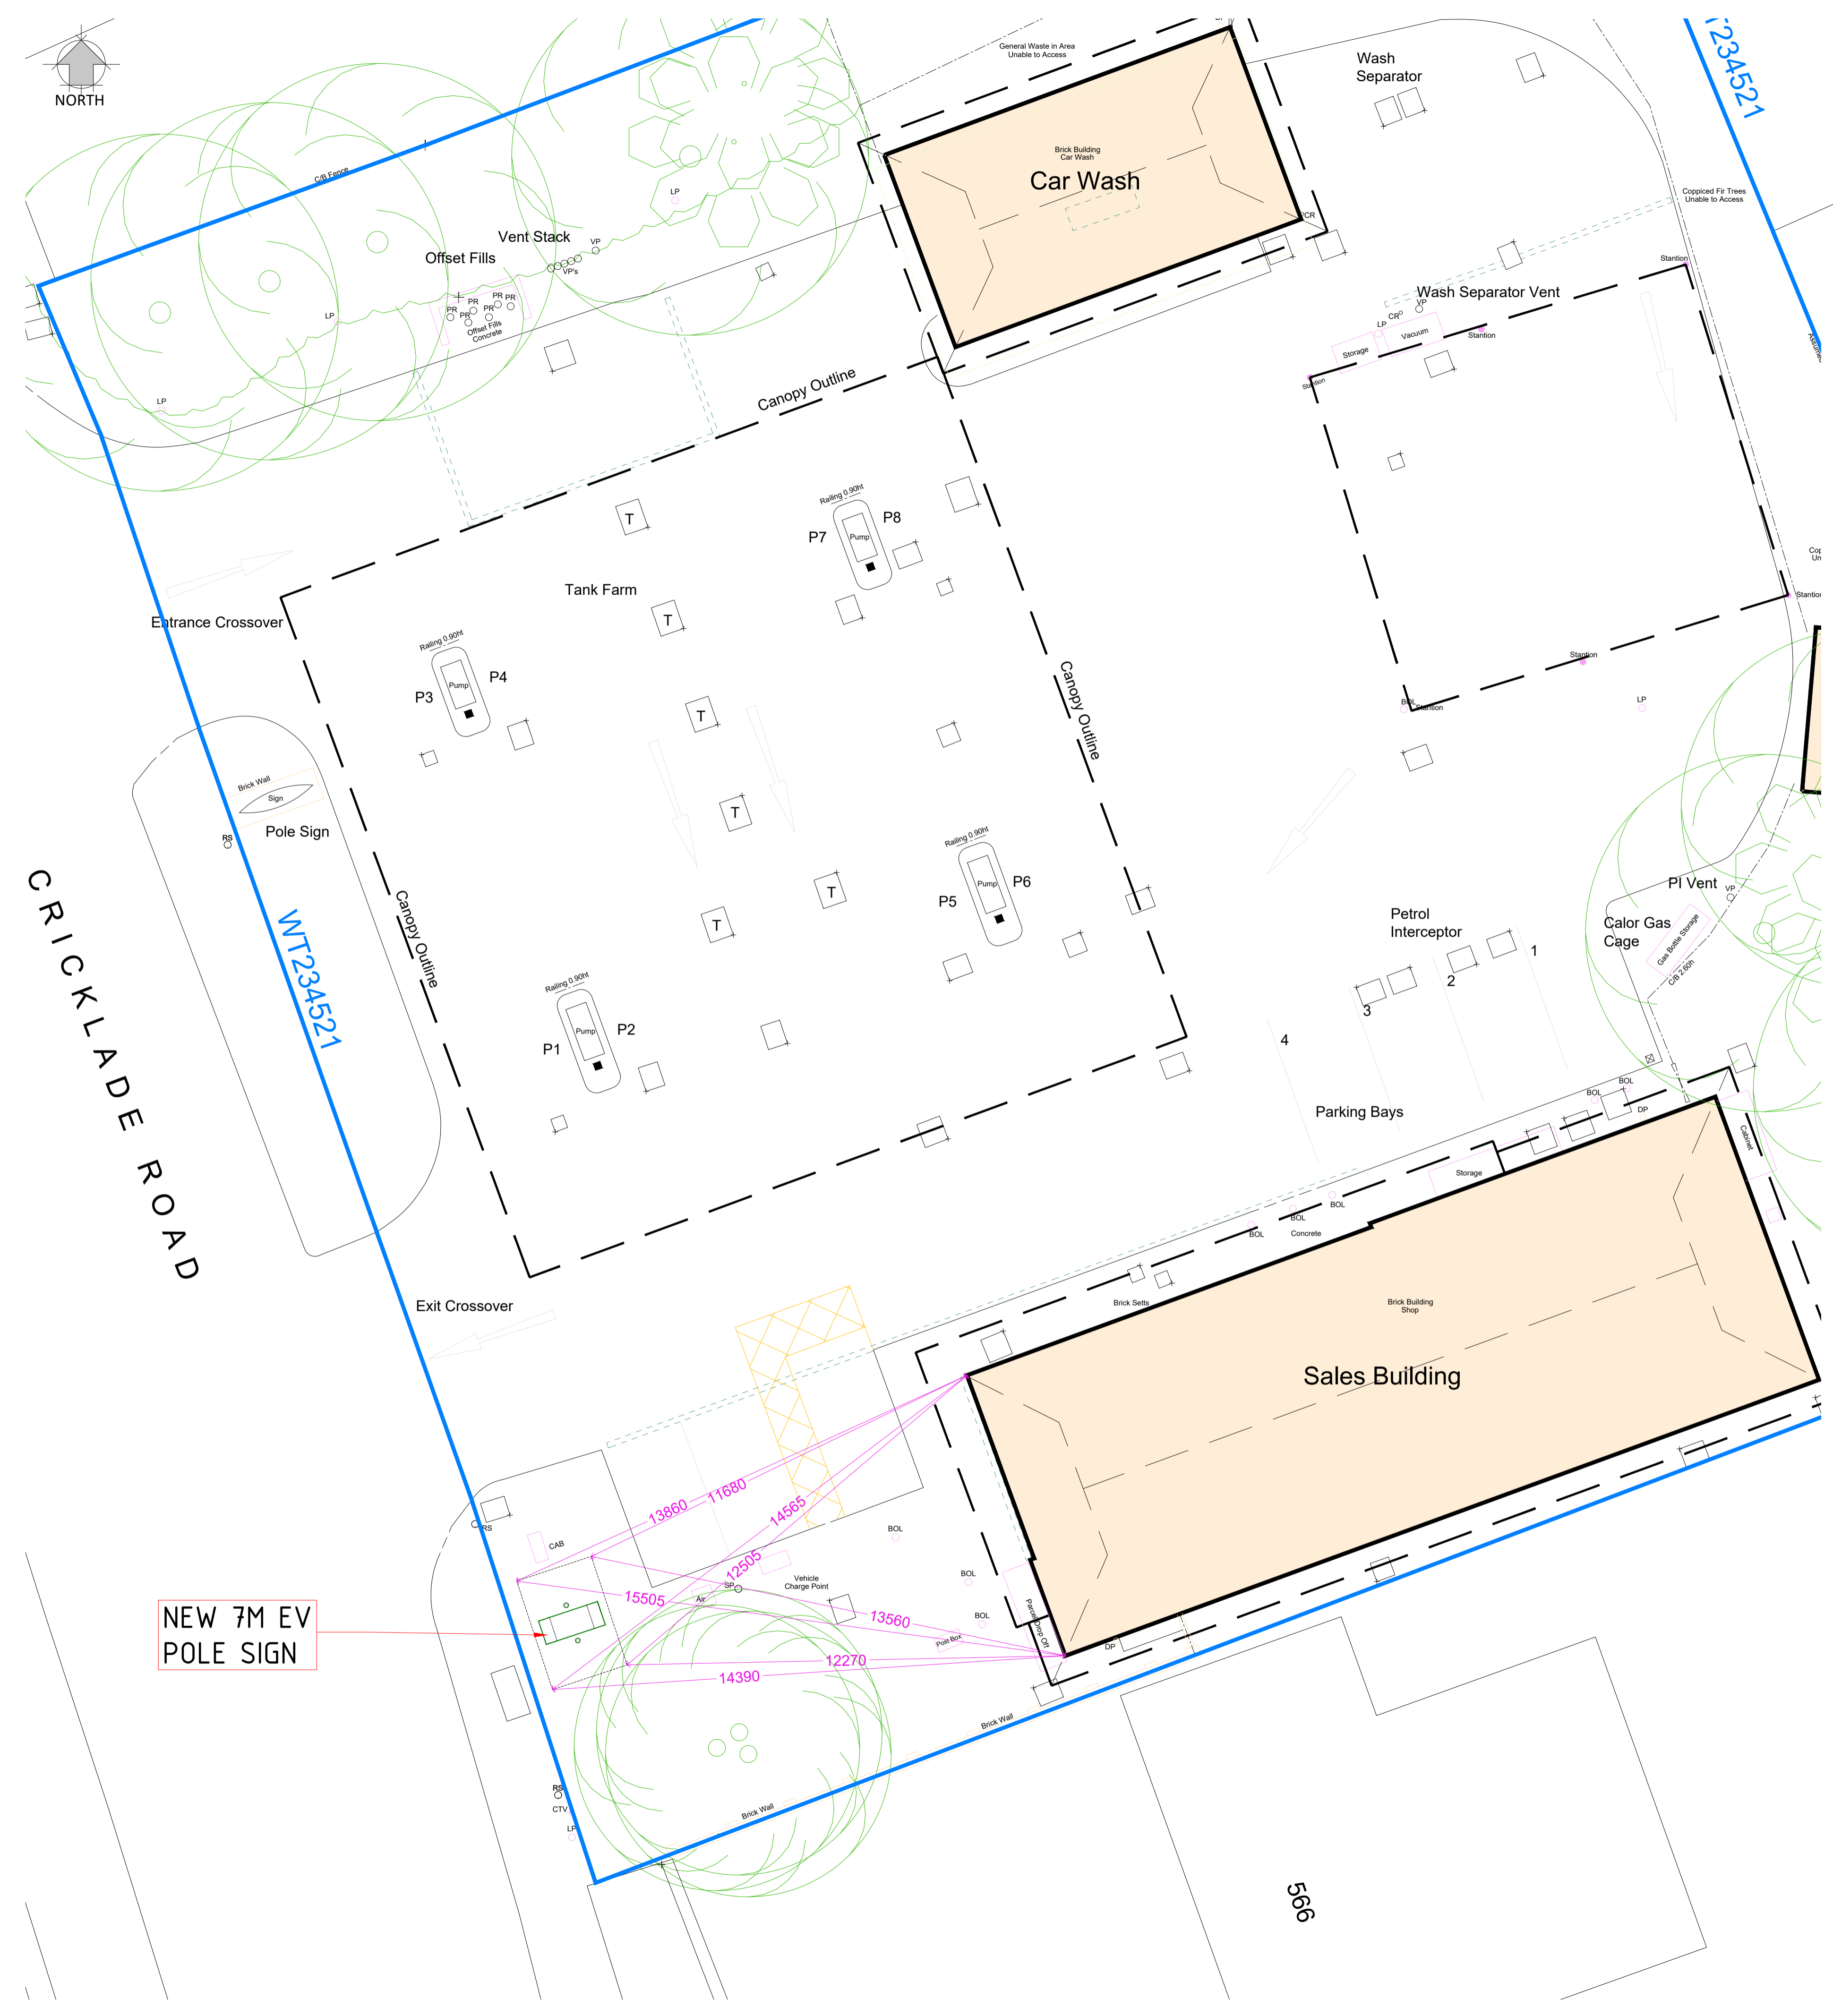 NORTH
General Waste in Area
Unable to Access
Wash
Separator
WT234521
C/B Fence
Brick Building
Car Wash
Car Wash
Coppiced Fir Trees
Unable to Access
LP
Vent Stack
VP
VP's
Offset Fills
PR
PR
PR
PR
PR
PR
Offset Fills
Concrete
LP
LP
CR
Stantion
Wash Separator Vent
VP
CR
LP
Vacuum
Storage
Stantion
Stantion
Canopy Outline
Railing 0.90ht
P7
Pump
P8
T
Tank Farm
T
Entrance Crossover
Railing 0.90ht
P3
Pump
P4
T
Canopy Outline
Stantion
Stantion
BOL
Stantion
LP
Brick Wall
Sign
Pole Sign
RS
T
T
T
Railing 0.90ht
P5
Pump
P6
PI Vent
VP
Calor Gas
Cage
Gas Bottle Storage
C/B 2.60h
Petrol
Interceptor
1
2
3
4
CRICKLADE ROAD
WT234521
Canopy Outline
Railing 0.90ht
P1
Pump
P2
Parking Bays
BOL
BOL
DP
Cabinet
Storage
BOL
BOL
BOL
Concrete
Exit Crossover
Brick Setts
Brick Building
Shop
Sales Building
13860
11680
14565
12505
15505
13560
12270
14390
RS
CAB
BOL
SP
Air
Vehicle
Charge Point
BOL
BOL
Post Box
Parcel Drop Off
DP
NEW 7M EV
POLE SIGN
Brick Wall
Brick Wall
RS
CTV
LP
566